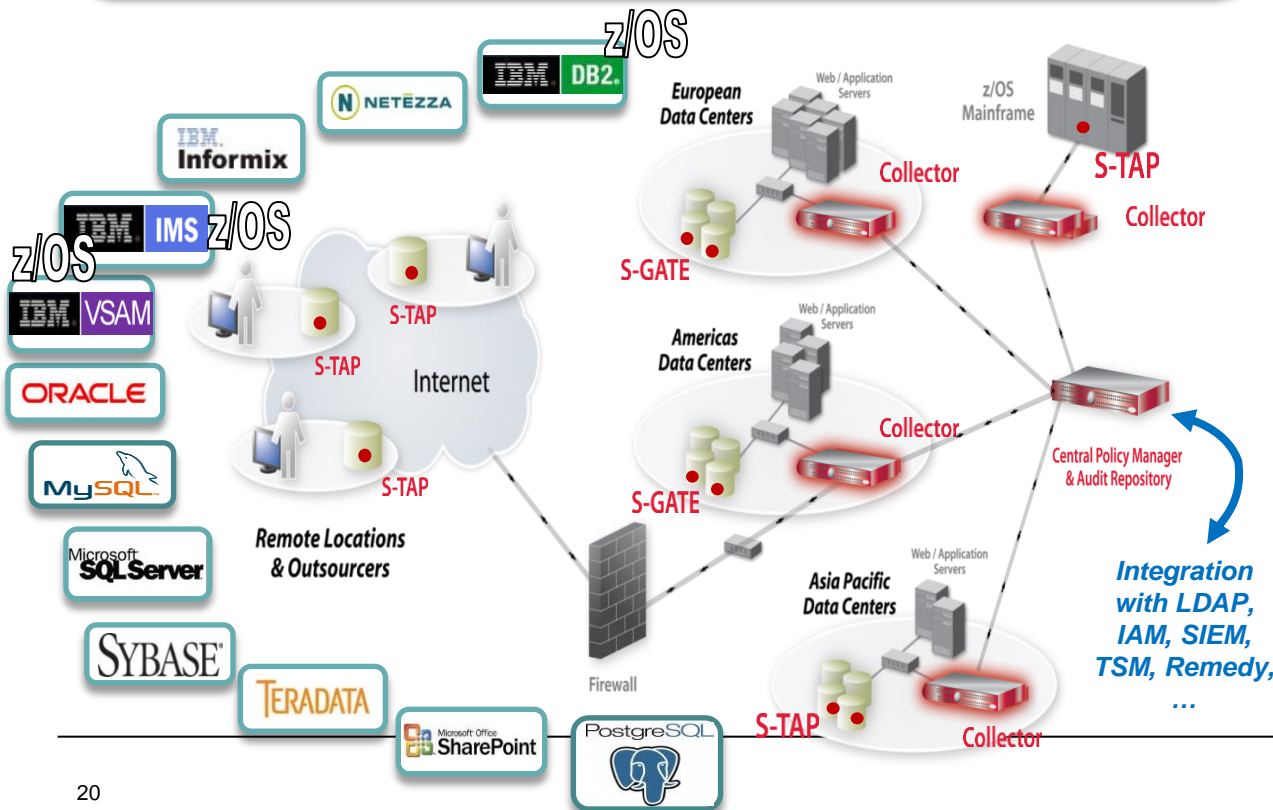 z/OS
IBM. DB2.
NETEZZA
IBM.
Informix
IBM. IMS
z/OS
z/OS
IBM. VSAM
ORACLE
MySQL
Microsoft
SQL Server
SYBASE
TERADATA
Microsoft Office
SharePoint
PostgreSQL
S-TAP
S-TAP
S-TAP
Internet
Remote Locations
& Outsourcers
Firewall
European
Data Centers
Web / Application
Servers
Collector
S-GATE
z/OS
Mainframe
S-TAP
Collector
Americas
Data Centers
Web / Application
Servers
Collector
S-GATE
Central Policy Manager
& Audit Repository
Asia Pacific
Data Centers
Web / Application
Servers
S-TAP
Collector
Integration
with LDAP,
IAM, SIEM,
TSM, Remedy,
...
20